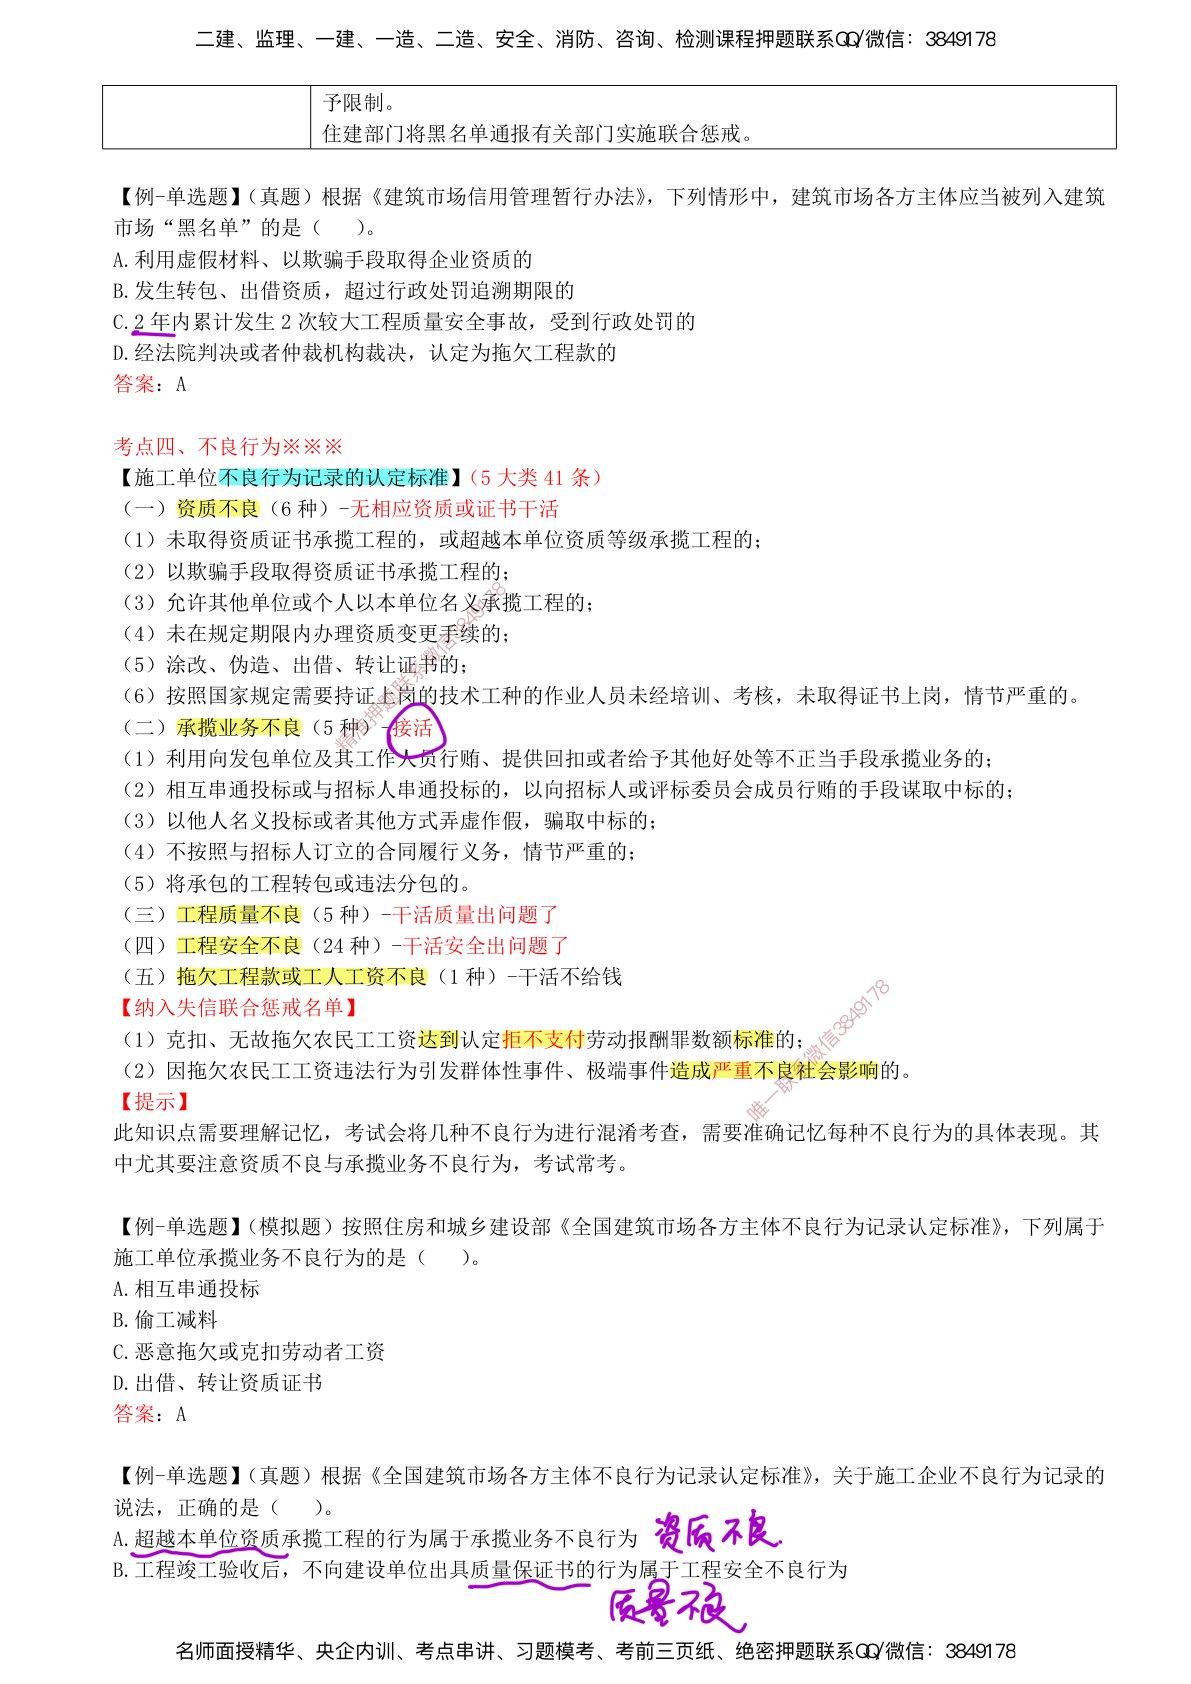 二建、监理、一建、一造、二造、安全、消防、咨询、检测课程押题联系QQ/微信：3849178
予限制。
住建部门将黑名单通报有关部门实施联合惩戒。
【例-单选题】（真题）根据《建筑市场信用管理暂行办法》，下列情形中，建筑市场各方主体应当被列入建筑
市场“黑名单”的是（　　）。
A.利用虚假材料、以欺骗手段取得企业资质的
B.发生转包、出借资质，超过行政处罚追溯期限的
C.2 年内累计发生 2 次较大工程质量安全事故，受到行政处罚的
D.经法院判决或者仲裁机构裁决，认定为拖欠工程款的
答案：A
考点四、不良行为※※※
【施工单位不良行为记录的认定标准】（5 大类 41 条）
（一）资质不良（6 种）-无相应资质或证书干活
（1）未取得资质证书承揽工程的，或超越本单位资质等级承揽工程的；
（2）以欺骗手段取得资质证书承揽工程的；
（3）允许其他单位或个人以本单位名义承揽工程的；
（4）未在规定期限内办理资质变更手续的；
（5）涂改、伪造、出借、转让证书的；
（6）按照国家规定需要持证上岗的技术工种的作业人员未经培训、考核，未取得证书上岗，情节严重的。
（二）承揽业务不良（5 种）-接活
（1）利用向发包单位及其工作人员行贿、提供回扣或者给予其他好处等不正当手段承揽业务的；
（2）相互串通投标或与招标人串通投标的，以向招标人或评标委员会成员行贿的手段谋取中标的；
（3）以他人名义投标或者其他方式弄虚作假，骗取中标的；
（4）不按照与招标人订立的合同履行义务，情节严重的；
（5）将承包的工程转包或违法分包的。
（三）工程质量不良（5 种）-干活质量出问题了
（四）工程安全不良（24 种）-干活安全出问题了
（五）拖欠工程款或工人工资不良（1 种）-干活不给钱
【纳入失信联合惩戒名单】
（1）克扣、无故拖欠农民工工资达到认定拒不支付劳动报酬罪数额标准的；
（2）因拖欠农民工工资违法行为引发群体性事件、极端事件造成严重不良社会影响的。
【提示】
此知识点需要理解记忆，考试会将几种不良行为进行混淆考查，需要准确记忆每种不良行为的具体表现。其
中尤其要注意资质不良与承揽业务不良行为，考试常考。
精准押题联系微信3849178
唯一联系微信3849178
【例-单选题】（模拟题）按照住房和城乡建设部《全国建筑市场各方主体不良行为记录认定标准》，下列属于
施工单位承揽业务不良行为的是（　　）。
A.相互串通投标
B.偷工减料
C.恶意拖欠或克扣劳动者工资
D.出借、转让资质证书
答案：A
【例-单选题】（真题）根据《全国建筑市场各方主体不良行为记录认定标准》，关于施工企业不良行为记录的
说法，正确的是（　　）。
A.超越本单位资质承揽工程的行为属于承揽业务不良行为 资质不良.
B.工程竣工验收后，不向建设单位出具质量保证书的行为属于工程安全不良行为
质量不良
名师面授精华、央企内训、考点串讲、习题模考、考前三页纸、绝密押题联系QQ/微信：3849178